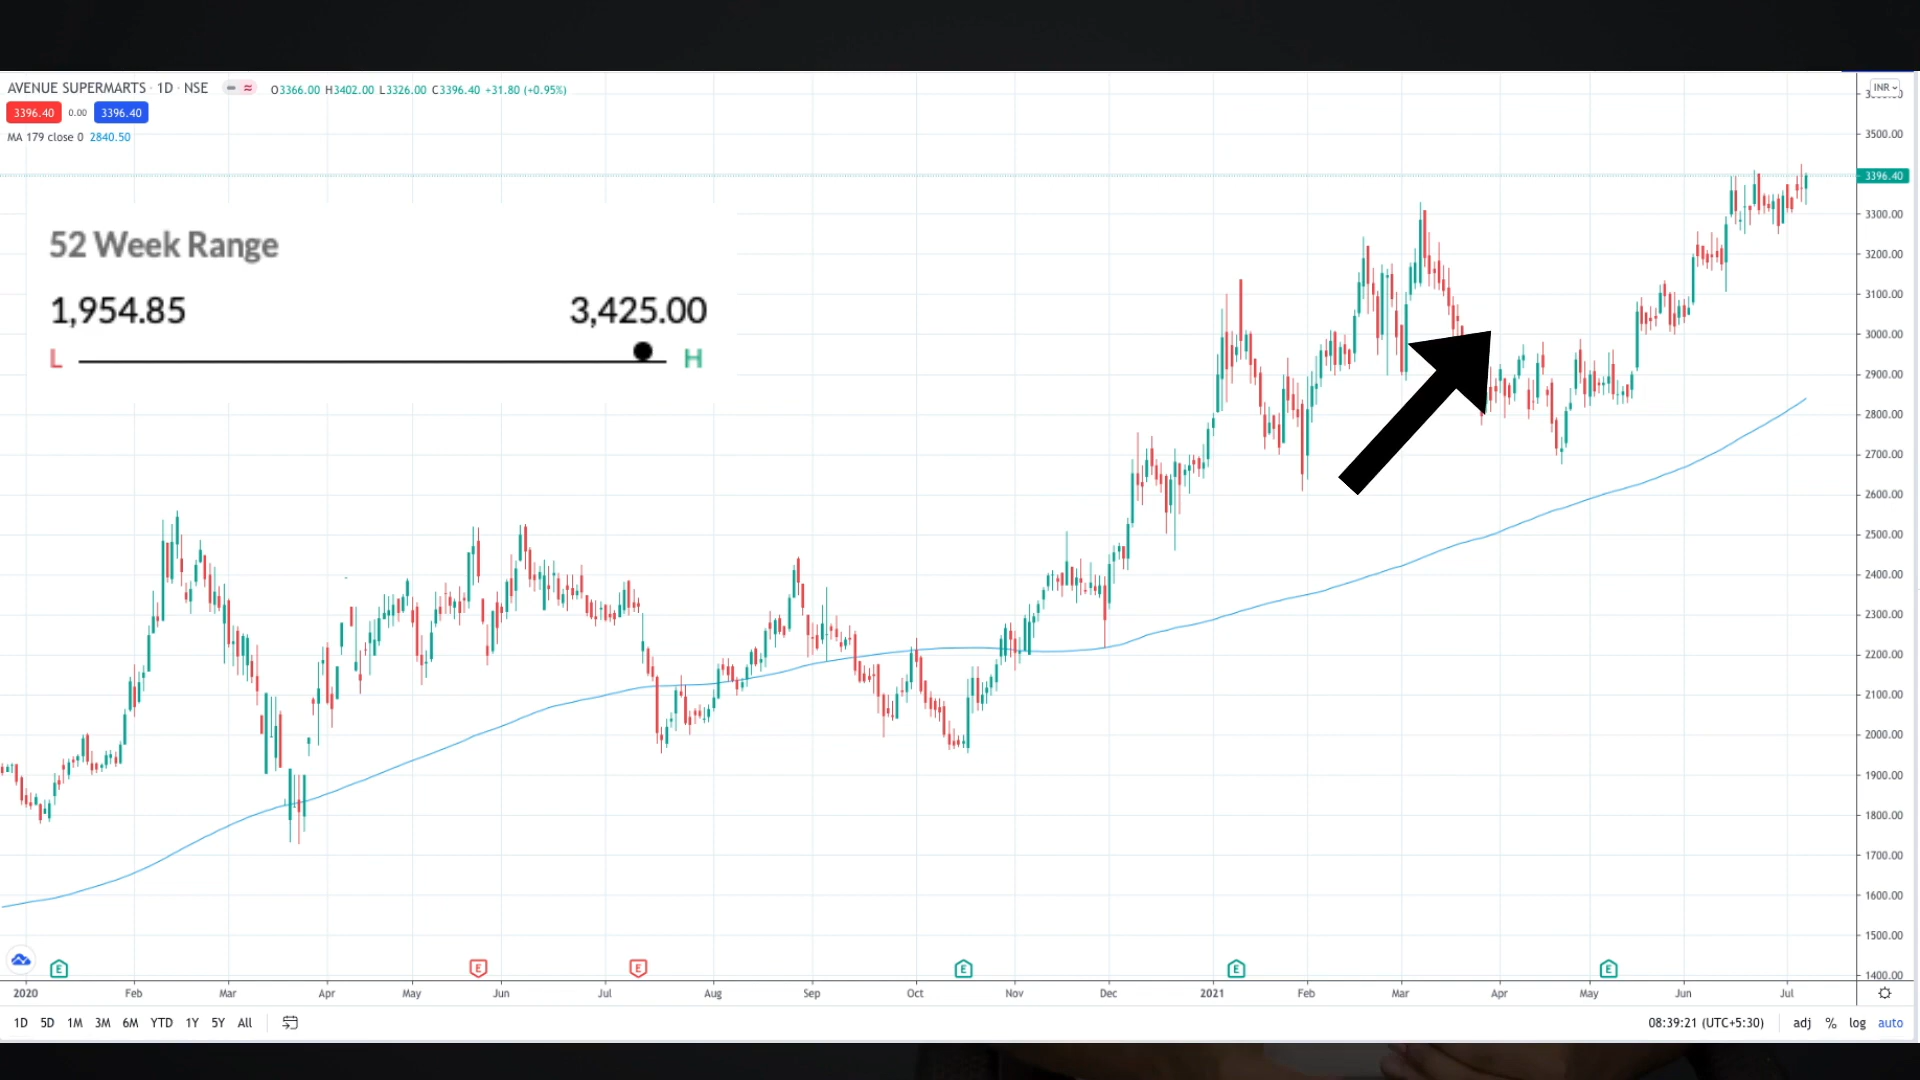 AVENUE SUPERMARTS · 1D · NSE O3366.00 H3402.00 L3326.00 C3396.40 +31.80 (+0.95%)
INR
3396.40 0.00 3396.40
MA 179 close 0 2840.50
3500.00
3396.40
3300.00
3200.00
3100.00
3000.00
2900.00
2800.00
2700.00
2600.00
2500.00
2400.00
2300.00
2200.00
2100.00
2000.00
1900.00
1800.00
1700.00
1600.00
1500.00
1400.00
52 Week Range
1,954.85 3,425.00
L H
E E E E E E
2020 Feb Mar Apr May Jun Jul Aug Sep Oct Nov Dec 2021 Feb Mar Apr May Jun Jul
1D 5D 1M 3M 6M YTD 1Y 5Y All 08:39:21 (UTC+5:30) adj % log auto